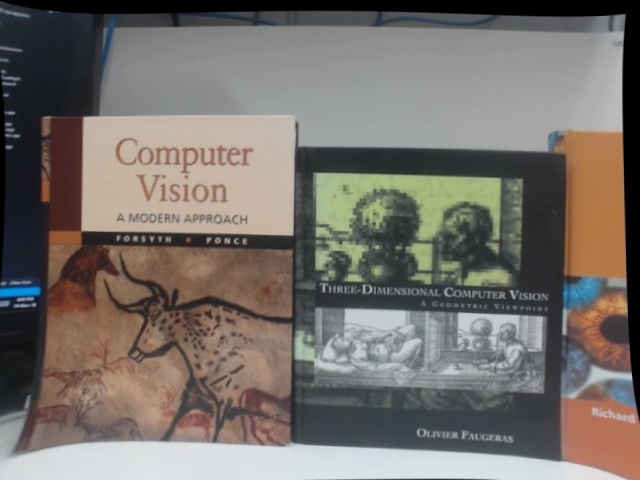 Computer
Vision
A MODERN APPROACH
FORSYTH PONCE
THREE-DIMENSIONAL COMPUTER VISION
A GEOMETRIC VIEWPOINT
OLIVIER FAUGERAS
Richard